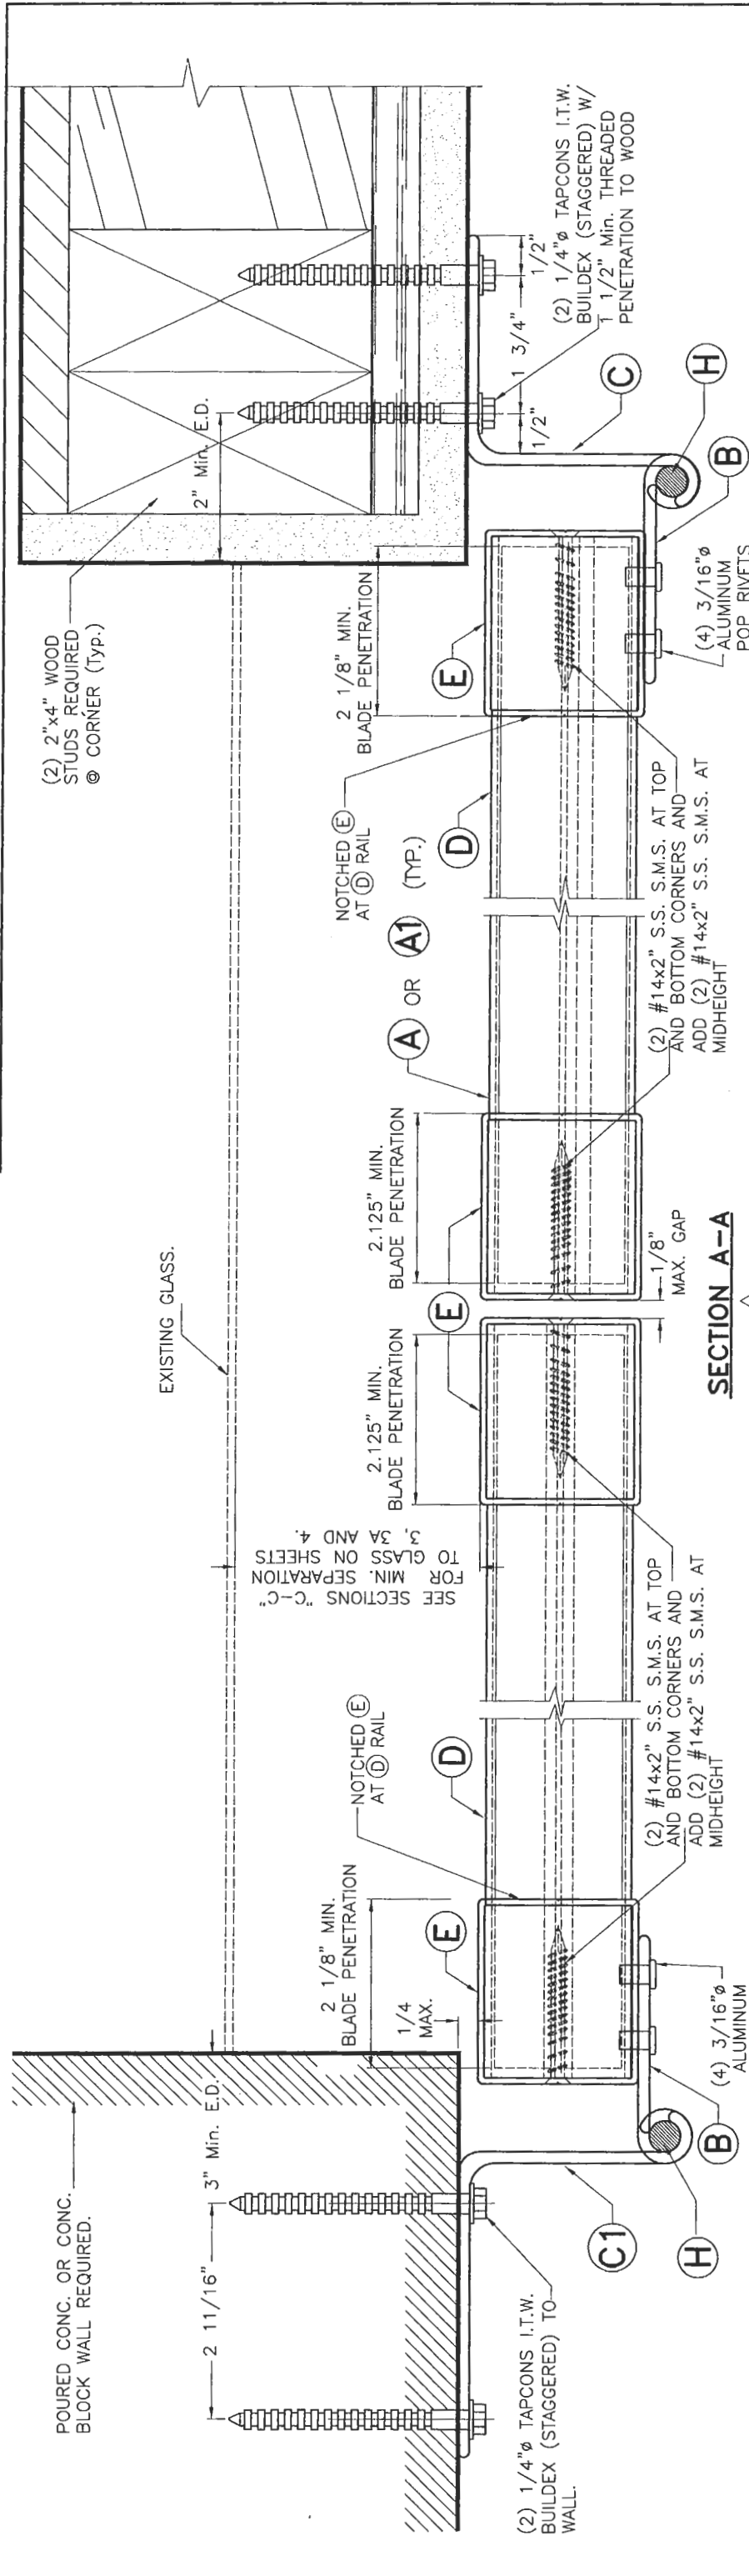 POURED CONC. OR CONC.
BLOCK WALL REQUIRED.
2 11/16"
3" Min. E.D.
(2) 1/4"ø TAPCONS I.T.W.
BUILDEX (STAGGERED) TO
WALL.
C1
H
B
(4) 3/16"ø
ALUMINUM
1/4
MAX.
2 1/8" MIN.
BLADE PENETRATION
E
NOTCHED E
AT D RAIL
D
(2) #14x2" S.S. S.M.S. AT TOP
AND BOTTOM CORNERS AND
ADD (2) #14x2" S.S. S.M.S. AT
MIDHEIGHT
SEE SECTIONS "C-C"
FOR MIN. SEPARATION
TO GLASS ON SHEETS
3, 3A AND 4.
EXISTING GLASS.
2.125" MIN.
BLADE PENETRATION
E
2.125" MIN.
BLADE PENETRATION
1/8"
MAX. GAP
SECTION A-A
A OR A1 (TYP.)
NOTCHED E
AT D RAIL
D
(2) #14x2" S.S. S.M.S. AT TOP
AND BOTTOM CORNERS AND
ADD (2) #14x2" S.S. S.M.S. AT
MIDHEIGHT
2 1/8" MIN.
BLADE PENETRATION
E
(4) 3/16"ø
ALUMINUM
POP RIVETS
B
H
C
(2) 2"x4" WOOD
STUDS REQUIRED
@ CORNER (Typ.)
2" Min. E.D.
1/2"
1 3/4"
1/2"
(2) 1/4"ø TAPCONS I.T.W.
BUILDEX (STAGGERED) W/
1 1/2" Min. THREADED
PENETRATION TO WOOD